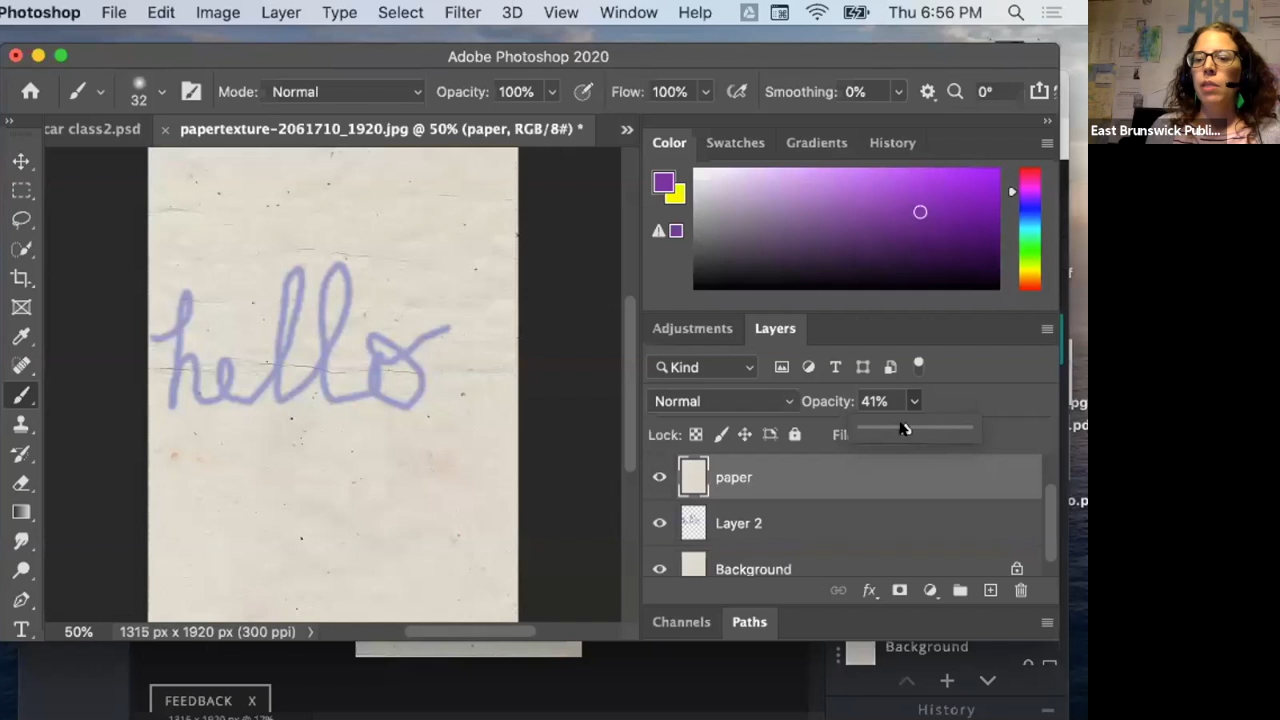 Photoshop File Edit Image Layer Type Select Filter 3D View Window Help Thu 6:56 PM
Adobe Photoshop 2020
32 Mode: Normal Opacity: 100% Flow: 100% Smoothing: 0% 0°
car class2.psd × papertexture-2061710_1920.jpg @ 50% (paper, RGB/8#) *
East Brunswick Publi...
Color Swatches Gradients History
hello
Adjustments Layers
Kind
Normal Opacity: 41%
Lock: Fil
paper
Layer 2
Background
50% 1315 px x 1920 px (300 ppi)
Channels Paths
Background
FEEDBACK X
History